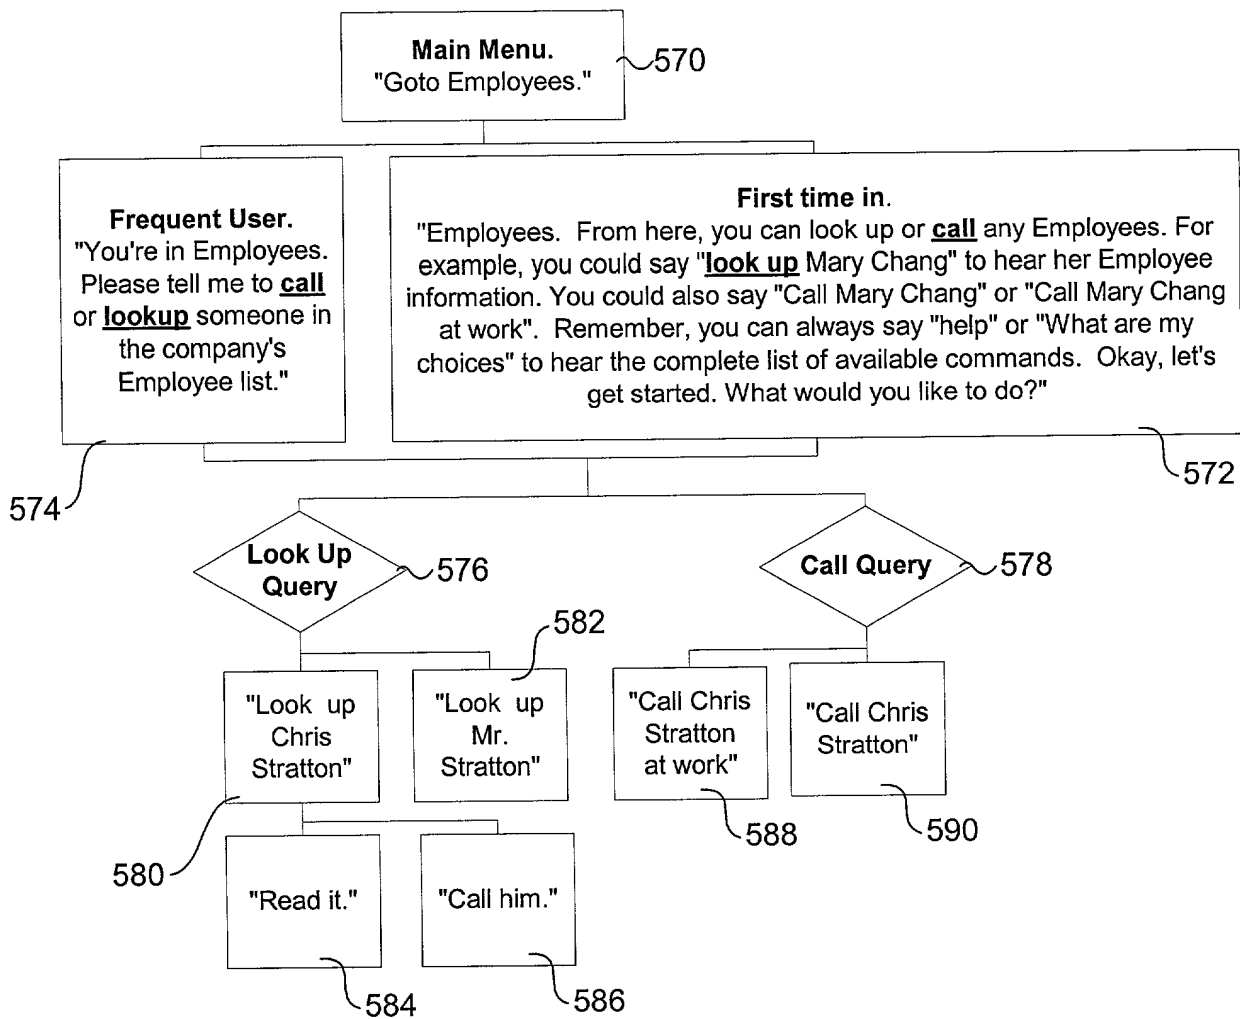 Main Menu.
"Goto Employees."
570
Frequent User.
"You're in Employees.
Please tell me to call
or lookup someone in
the company's
Employee list."
574
First time in.
"Employees.  From here, you can look up or call any Employees. For
example, you could say "look up Mary Chang" to hear her Employee
information. You could also say "Call Mary Chang" or "Call Mary Chang
at work".  Remember, you can always say "help" or "What are my
choices" to hear the complete list of available commands.  Okay, let's
get started. What would you like to do?"
572
Look Up
Query
576
Call Query
578
"Look  up
Chris
Stratton"
580
"Look  up
Mr.
Stratton"
582
"Call Chris
Stratton
at work"
588
"Call Chris
Stratton"
590
"Read it."
584
"Call him."
586